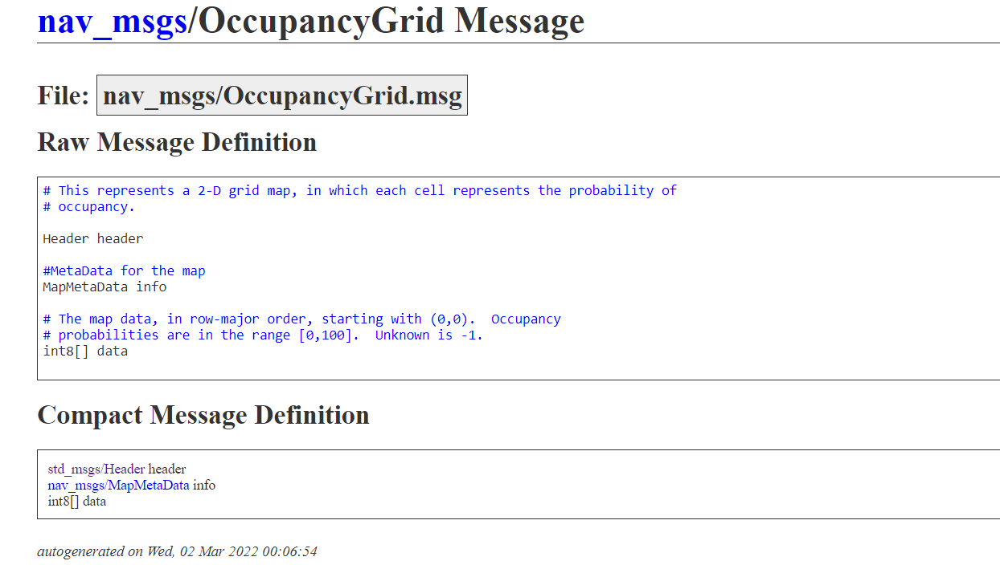 nav_msgs/OccupancyGrid Message
File: nav_msgs/OccupancyGrid.msg
Raw Message Definition
# This represents a 2-D grid map, in which each cell represents the probability of
# occupancy.
Header header
#MetaData for the map
MapMetaData info
# The map data, in row-major order, starting with (0,0).  Occupancy
# probabilities are in the range [0,100].  Unknown is -1.
int8[] data
Compact Message Definition
std_msgs/Header header
nav_msgs/MapMetaData info
int8[] data
autogenerated on Wed, 02 Mar 2022 00:06:54